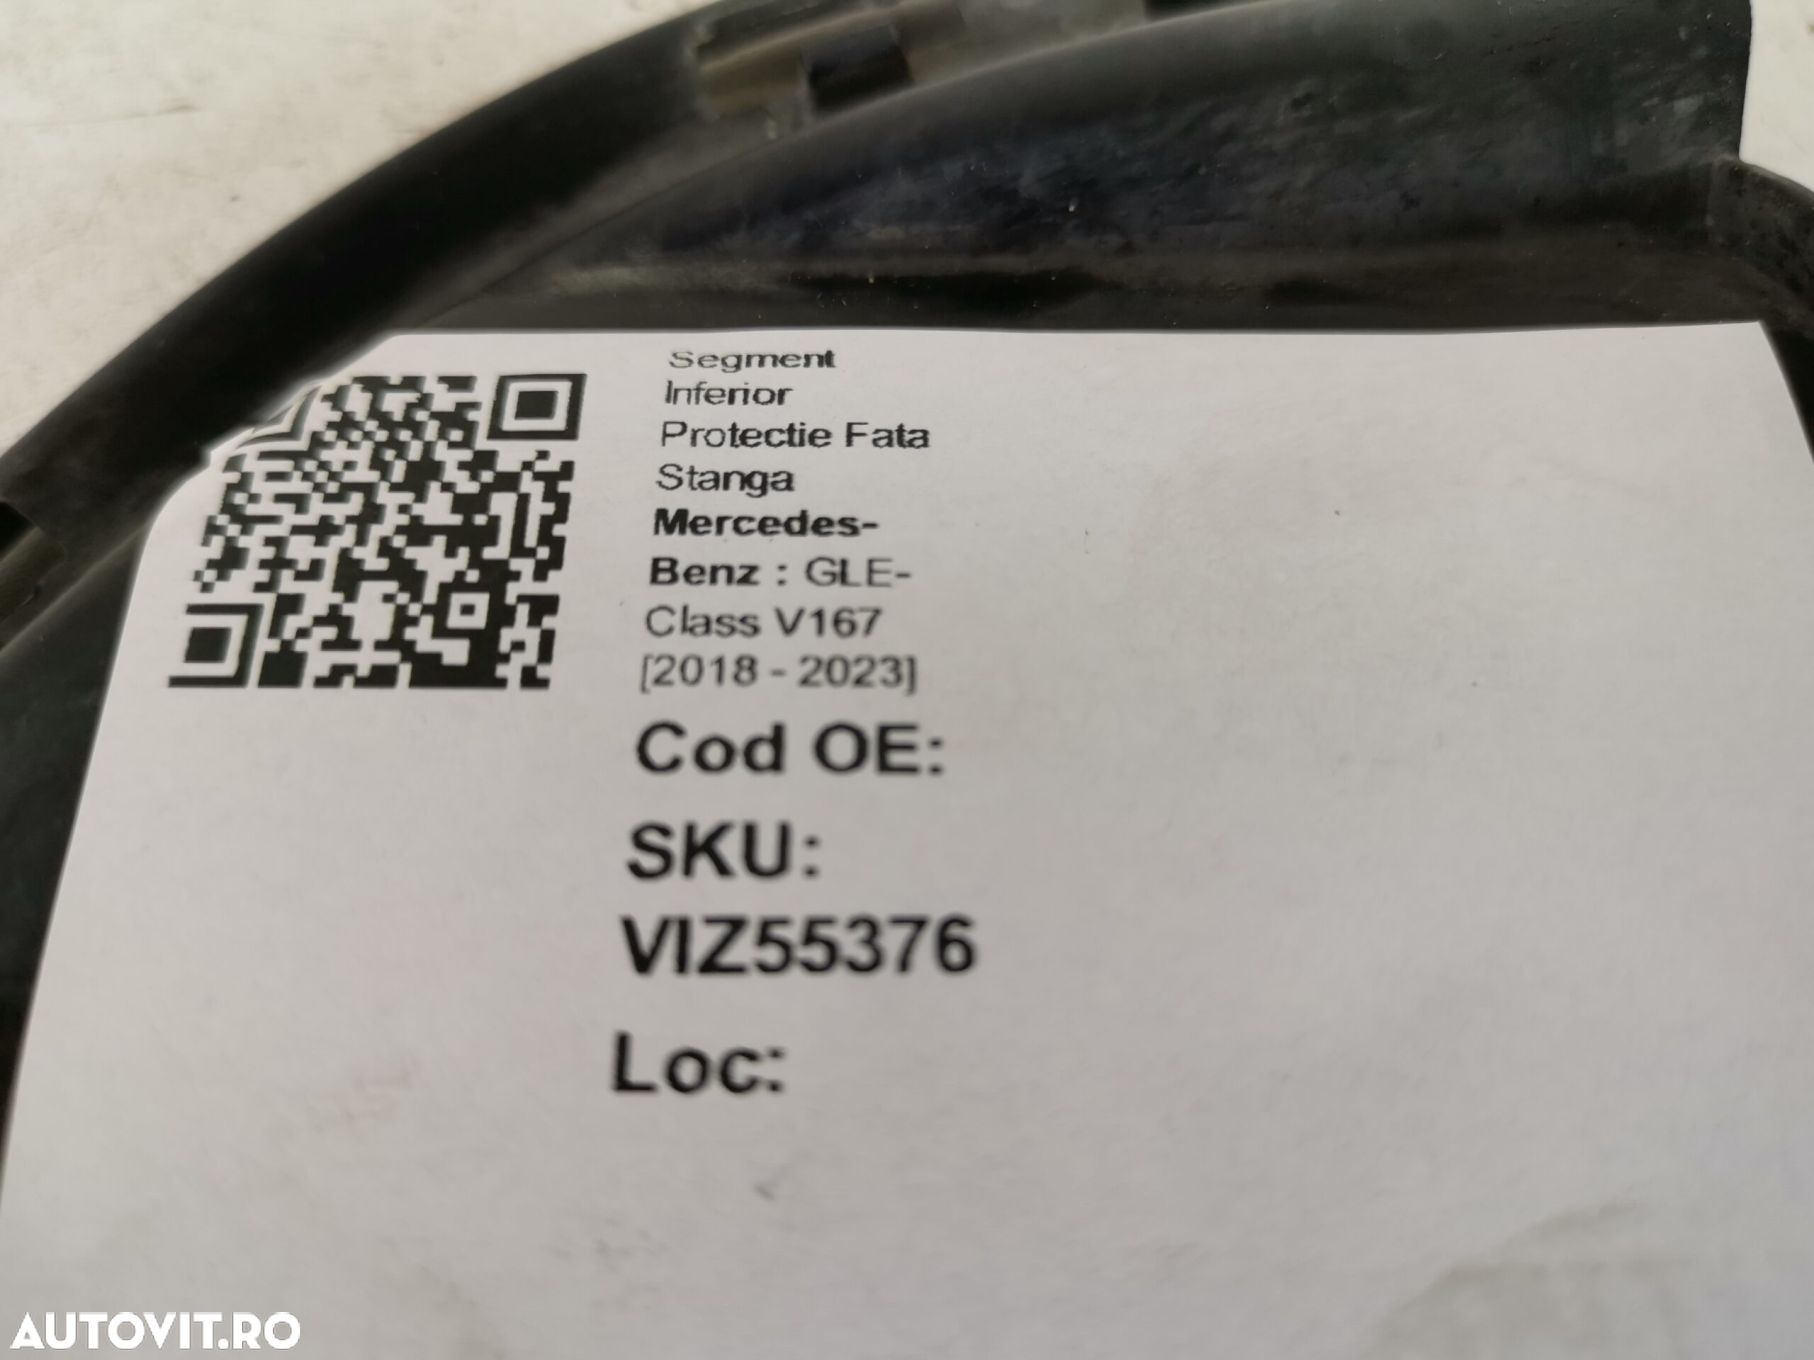 Segment
Inferior
Protectie Fata
Stanga
Mercedes-
Benz : GLE-
Class V167
[2018 - 2023]
Cod OE:
SKU:
VIZ55376
Loc:
AUTOVIT.RO